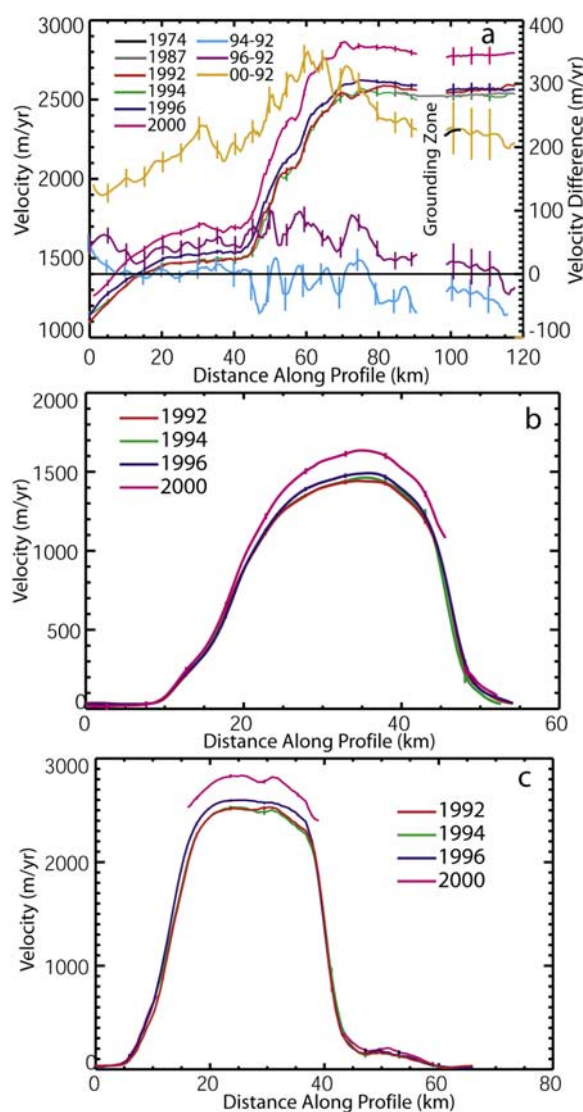 a
3000
2500
2000
1500
1000
Velocity (m/yr)
1974
1987
1992
1994
1996
2000
94-92
96-92
00-92
Grounding Zone
400
300
200
100
0
-100
Velocity Difference (m/yr)
0 20 40 60 80 100 120
Distance Along Profile (km)
b
2000
1500
1000
500
0
Velocity (m/yr)
1992
1994
1996
2000
0 20 40 60
Distance Along Profile (km)
c
3000
2000
1000
0
Velocity (m/yr)
1992
1994
1996
2000
0 20 40 60 80
Distance Along Profile (km)